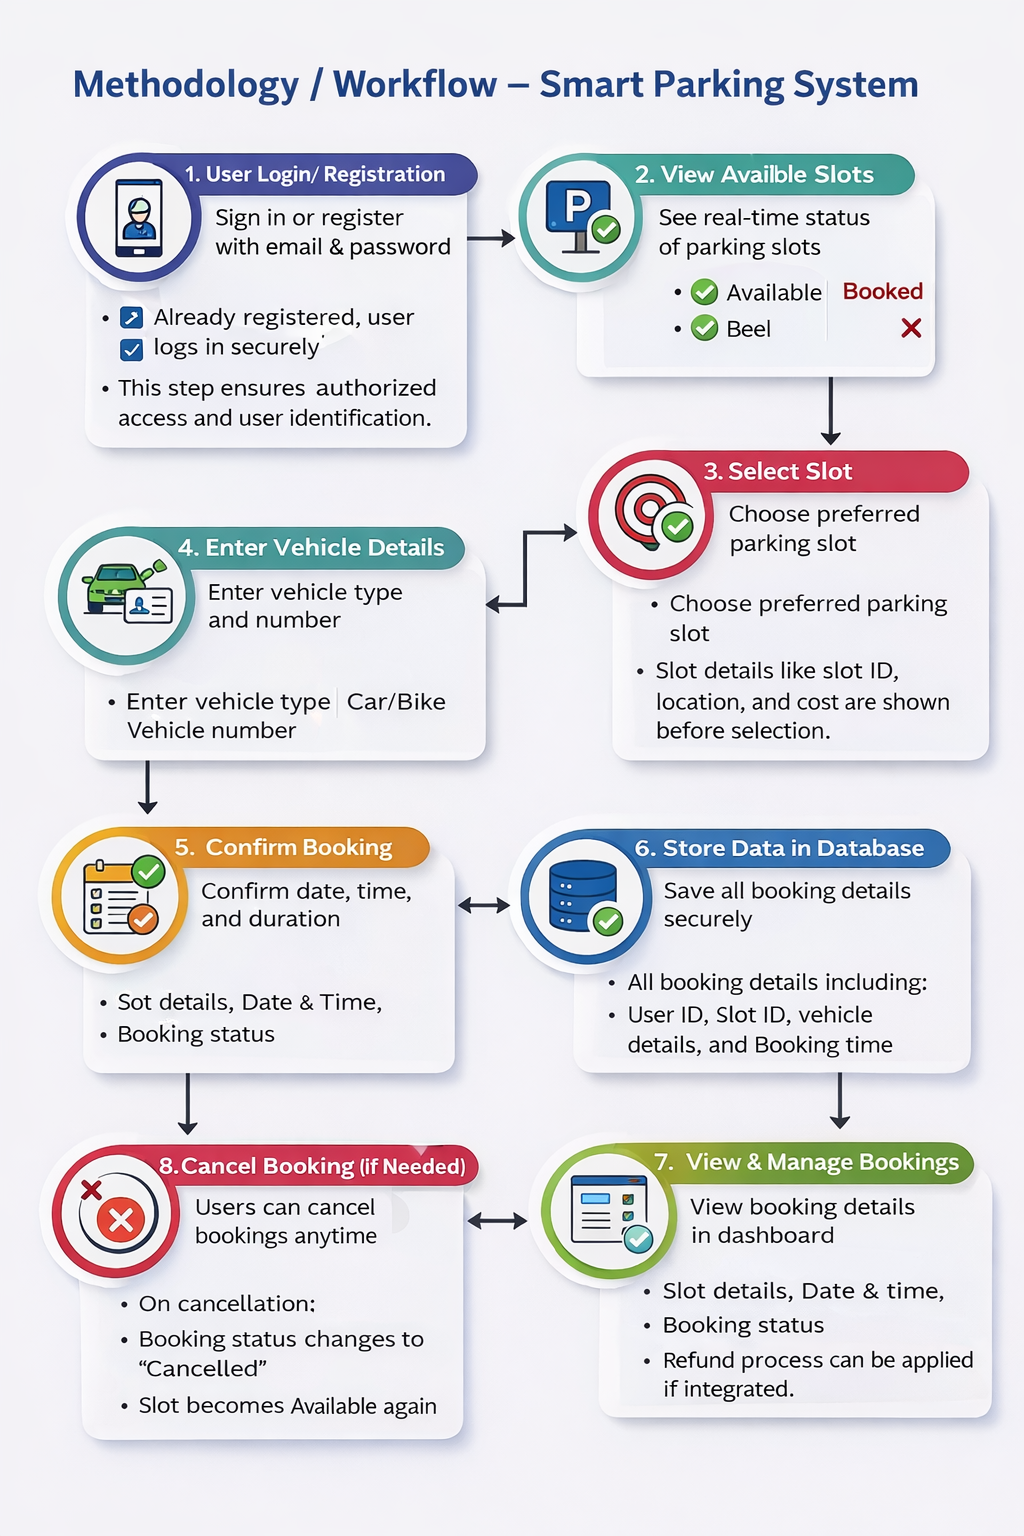 Methodology / Workflow – Smart Parking System
1. User Login/ Registration
Sign in or register
with email & password
• Already registered, user
logs in securely
• This step ensures authorized
access and user identification.
2. View Availble Slots
See real-time status
of parking slots
P
• Available Booked
• Beel
3. Select Slot
Choose preferred
parking slot
• Choose preferred parking
slot
• Slot details like slot ID,
location, and cost are shown
before selection.
4. Enter Vehicle Details
Enter vehicle type
and number
• Enter vehicle type Car/Bike
Vehicle number
5. Confirm Booking
Confirm date, time,
and duration
• Sot details, Date & Time,
• Booking status
6. Store Data in Database
Save all booking details
securely
• All booking details including:
• User ID, Slot ID, vehicle
details, and Booking time
7. View & Manage Bookings
View booking details
in dashboard
• Slot details, Date & time,
• Booking status
• Refund process can be applied
if integrated.
8.Cancel Booking (if Needed)
Users can cancel
bookings anytime
• On cancellation:
• Booking status changes to
“Cancelled”
• Slot becomes Available again